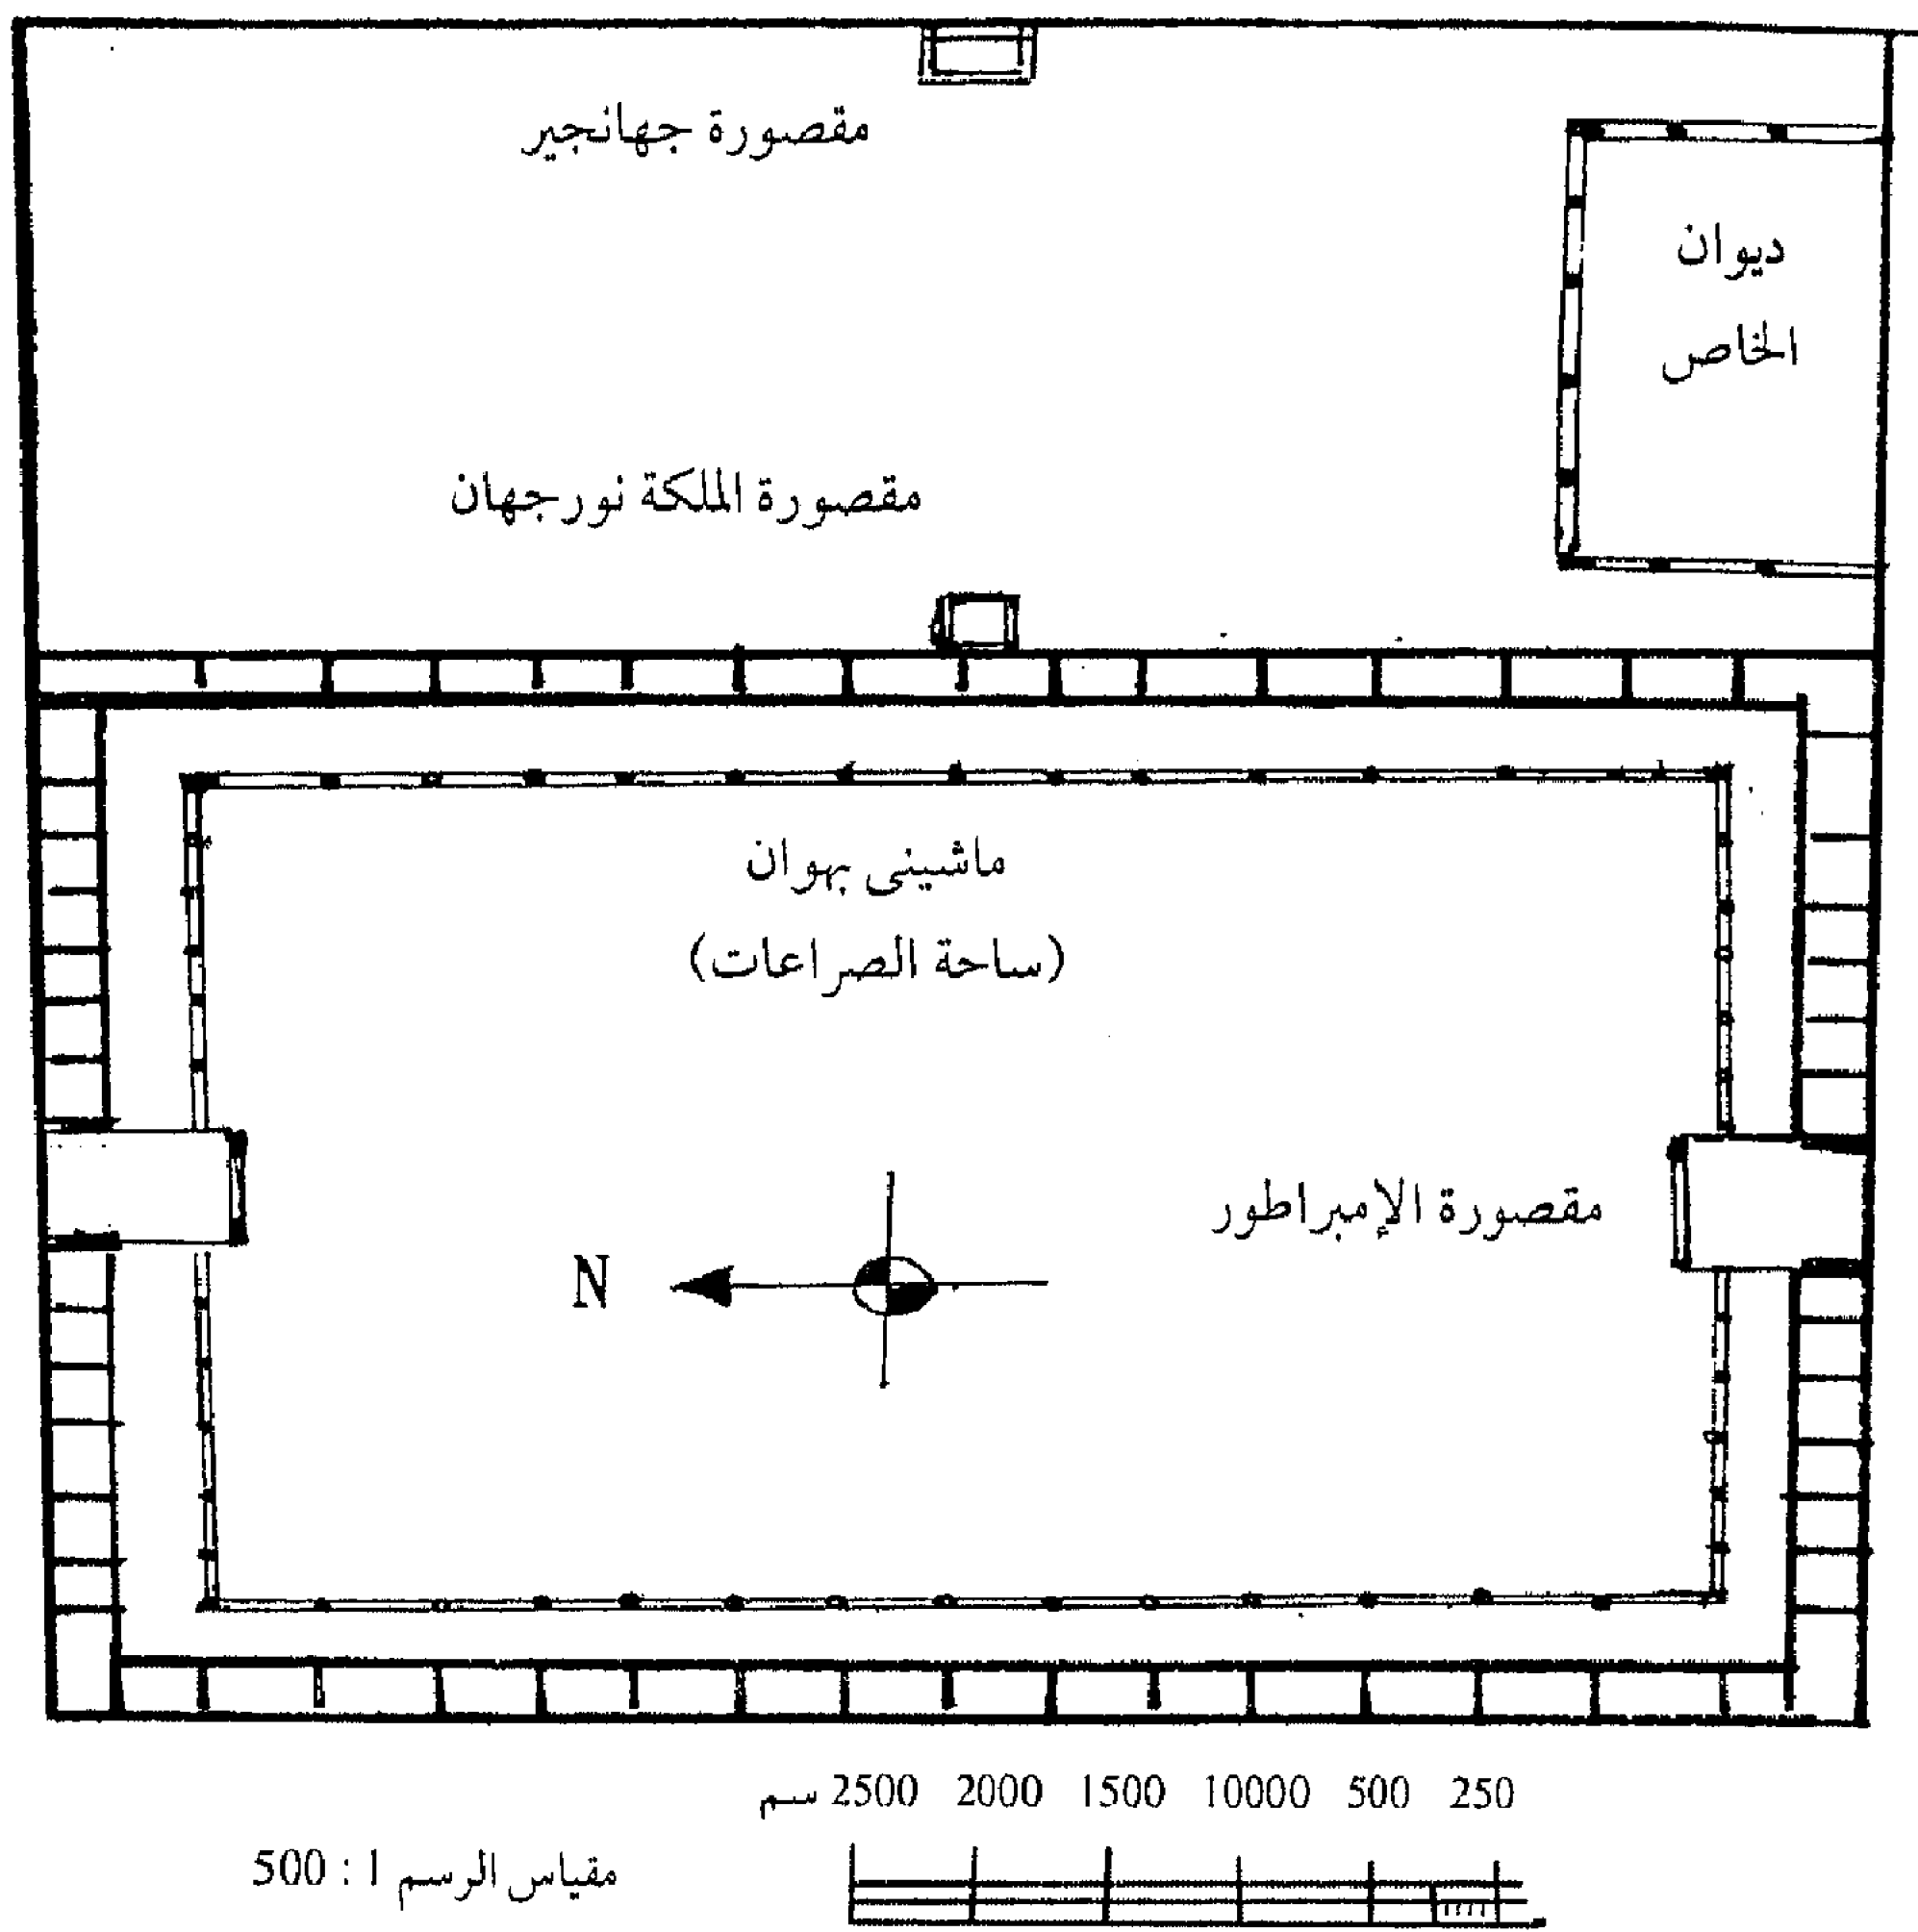 مقصورة جهانجير
ديوان
الخاص
مقصورة الملكة نورجهان
ماشيني بهوان
(ساحة الصراعات)
مقصورة الإمبراطور
N
250 500 10000 1500 2000 2500 سم
مقياس الرسم 1 : 500